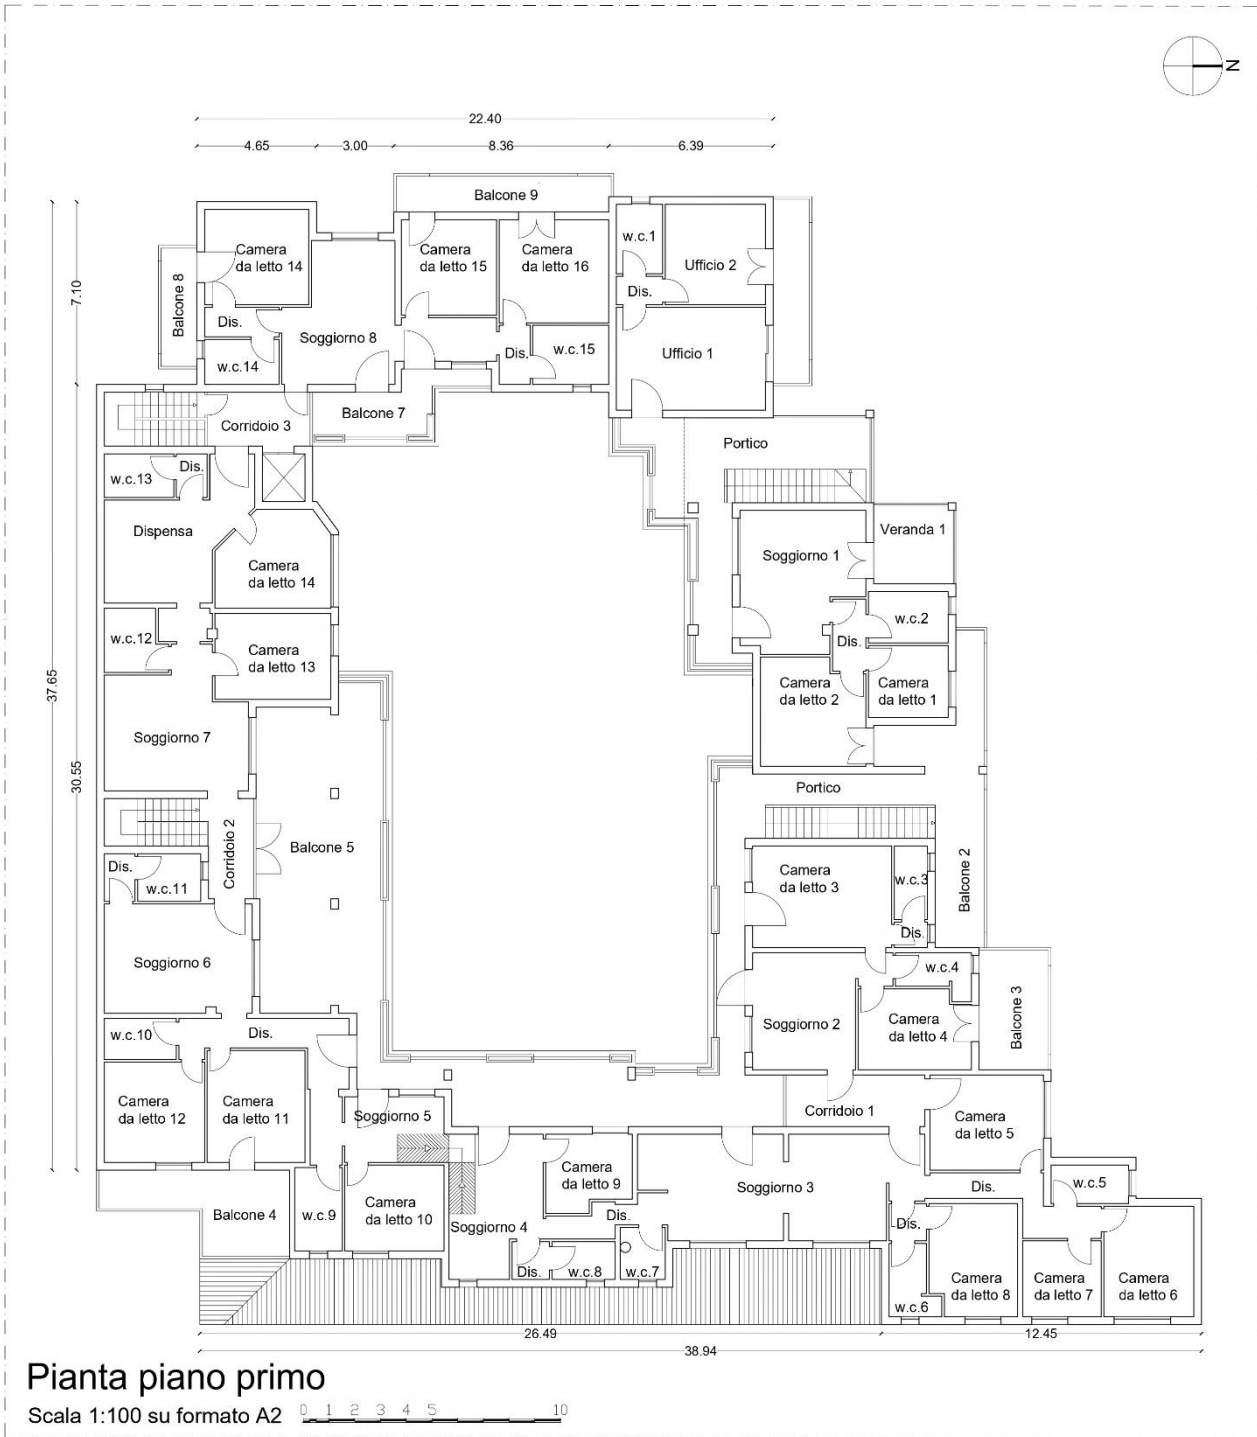 N
22.40
4.65
3.00
8.36
6.39
Balcone 9
w.c.1
Camera
da letto 14
Camera
da letto 15
Camera
da letto 16
Ufficio 2
7.10
Balcone 8
Dis.
Dis.
Soggiorno 8
Dis.
w.c.15
Ufficio 1
w.c.14
Balcone 7
Corridoio 3
Portico
w.c.13
Dis.
Dispensa
Veranda 1
Soggiorno 1
Camera
da letto 14
w.c.2
w.c.12
Dis.
Camera
da letto 13
37.65
Camera
da letto 2
Camera
da letto 1
Soggiorno 7
30.55
Portico
Corridoio 2
Balcone 5
Dis.
w.c.11
Camera
da letto 3
w.c.3
Balcone 2
Dis.
Soggiorno 6
w.c.4
Balcone 3
Soggiorno 2
Camera
da letto 4
w.c.10
Dis.
Camera
da letto 12
Camera
da letto 11
Soggiorno 5
Corridoio 1
Camera
da letto 5
Camera
da letto 9
Soggiorno 3
Dis.
w.c.5
Balcone 4
w.c.9
Camera
da letto 10
Soggiorno 4
Dis.
Dis.
Dis.
w.c.8
w.c.7
Camera
da letto 8
Camera
da letto 7
Camera
da letto 6
w.c.6
26.49
12.45
38.94
Pianta piano primo
Scala 1:100 su formato A2
0 1 2 3 4 5 10